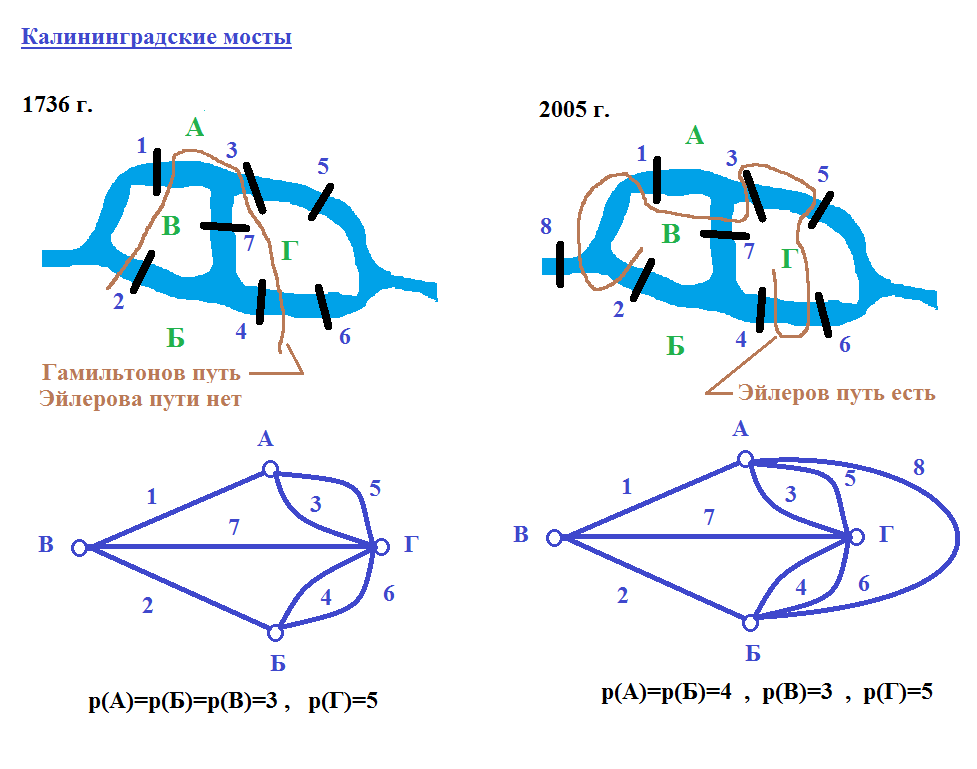 Калининградские мосты
1736 г.
А
1
3
5
В
7
Г
2
Б
4
6
Гамильтонов путь
Эйлерова пути нет
2005 г.
А
1
3
5
8
В
7
Г
2
Б
4
6
Эйлеров путь есть
А
1
3
5
В
7
Г
2
4
6
Б
р(А)=р(Б)=р(В)=3 , р(Г)=5
А
8
1
3
5
В
7
Г
2
4
6
Б
р(А)=р(Б)=4 , р(В)=3 , р(Г)=5